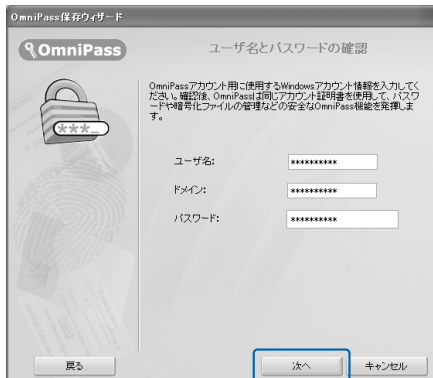 OmniPass保存ウィザード
OmniPass
ユーザ名とパスワードの確認
OmniPassアカウント用に使用するWindowsアカウント情報を入力してく
ださい。確認後、OmniPassは同じアカウント証明書を使用して、パスワ
ードや暗号化ファイルの管理などの安全なOmniPass機能を発揮しま
す。
***_
ユーザ名: **********
ドメイン: **********
パスワード: **********
戻る 次へ キャンセル